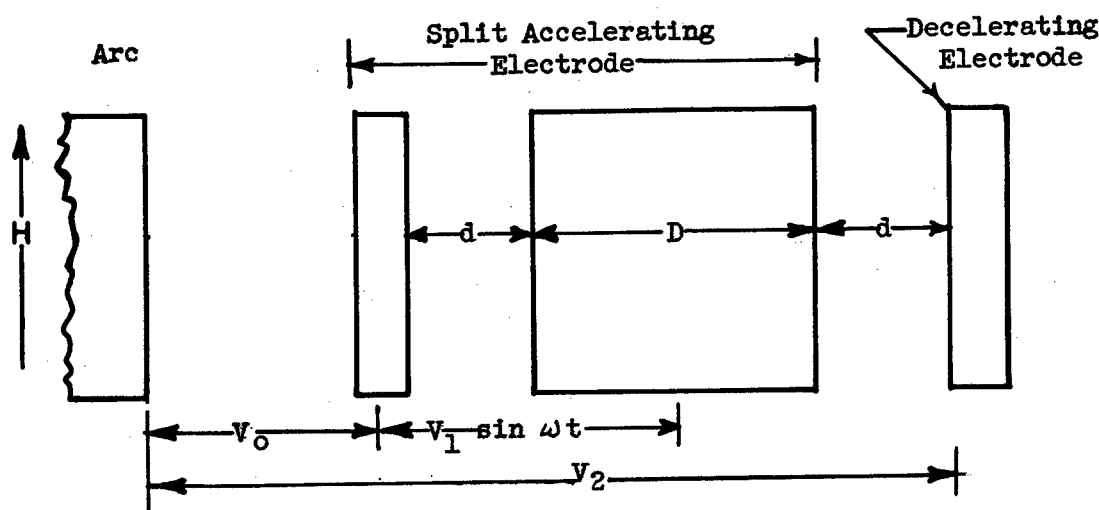 Arc
Split Accelerating
Electrode
Decelerating
Electrode
H
d
D
d
V₀
V₁ sin ωt
V₂